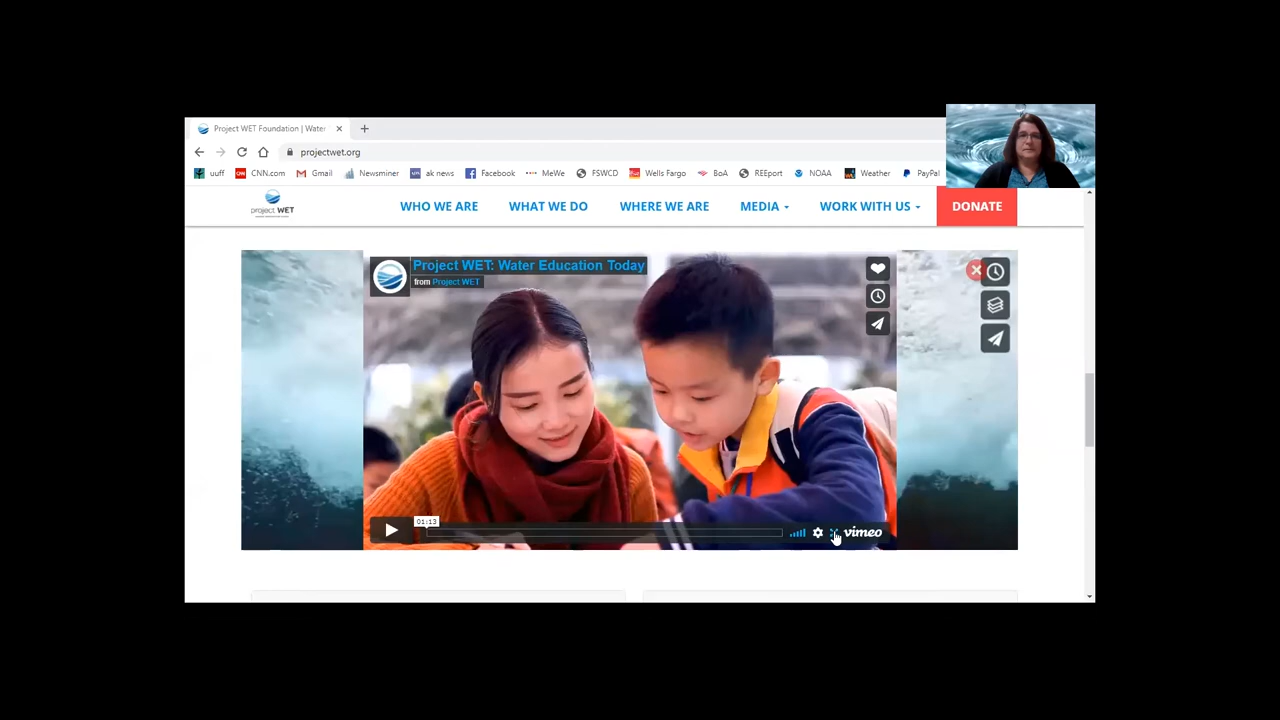 Project WET Foundation | Water
projectwet.org
uuff CNN.com Gmail Newsminer ak news Facebook MeWe FSWCD Wells Fargo BoA REEport NOAA Weather PayPal
project WET
WHO WE ARE WHAT WE DO WHERE WE ARE MEDIA WORK WITH US DONATE
Project WET: Water Education Today
from Project WET
01:13
vimeo